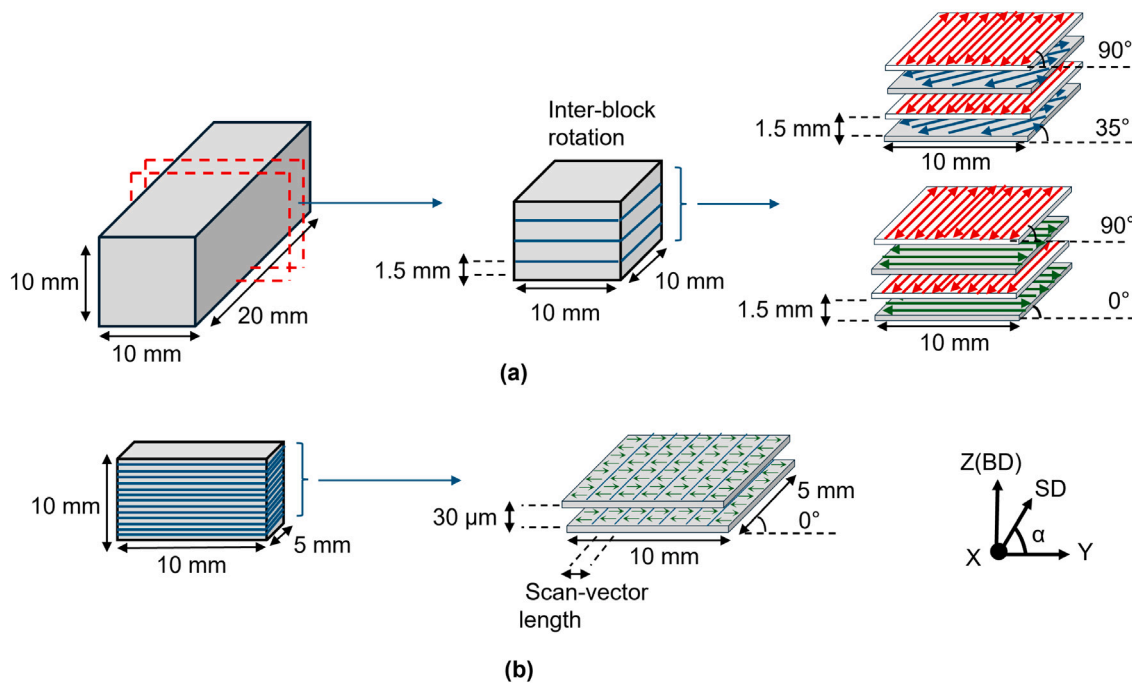 90°
1.5 mm
35°
10 mm
Inter-block
rotation
10 mm
20 mm
10 mm
1.5 mm
10 mm
10 mm
90°
1.5 mm
0°
10 mm
(a)
10 mm
10 mm
5 mm
30 µm
10 mm
5 mm
0°
Scan-vector
length
Z(BD)
SD
α
X
Y
(b)